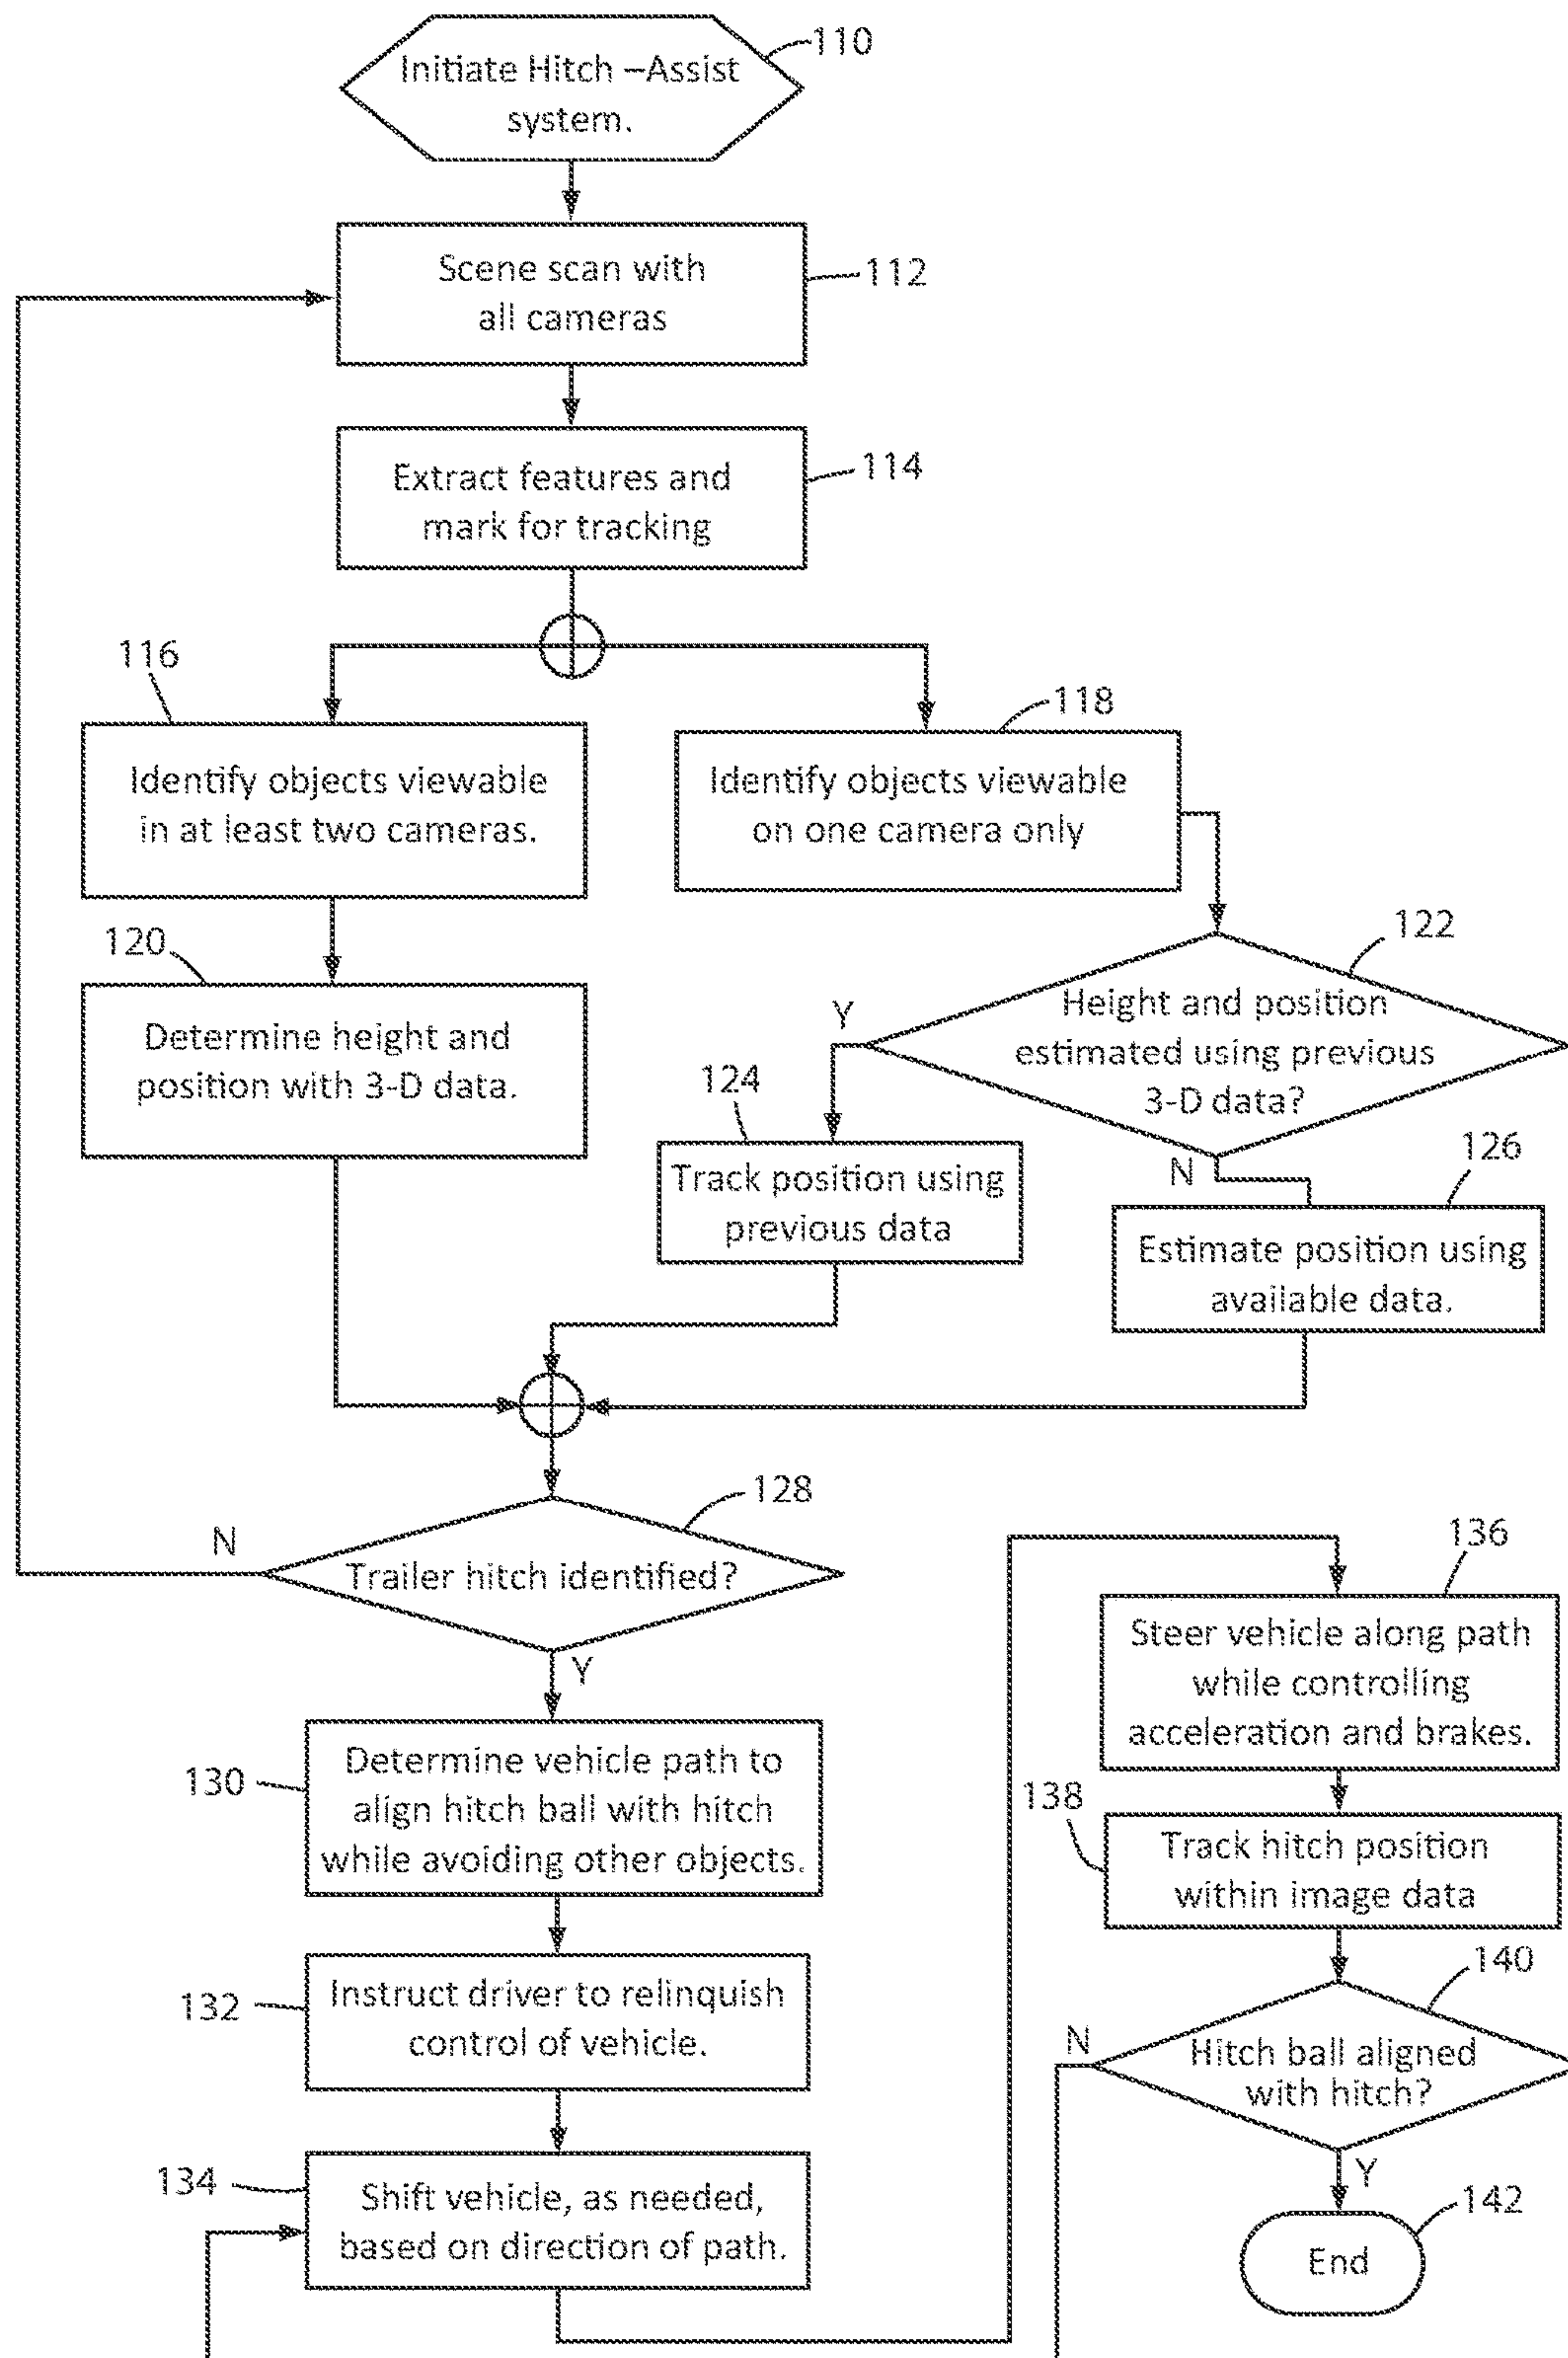 110
Initiate Hitch –Assist
system.
Scene scan with
all cameras
112
Extract features and
mark for tracking
114
116
Identify objects viewable
in at least two cameras.
118
Identify objects viewable
on one camera only
120
Determine height and
position with 3-D data.
122
Height and position
estimated using previous
3-D data?
Y
N
124
Track position using
previous data
126
Estimate position using
available data.
128
Trailer hitch identified?
N
Y
130
Determine vehicle path to
align hitch ball with hitch
while avoiding other objects.
132
Instruct driver to relinquish
control of vehicle.
134
Shift vehicle, as needed,
based on direction of path.
136
Steer vehicle along path
while controlling
acceleration and brakes.
138
Track hitch position
within image data
140
Hitch ball aligned
with hitch?
N
Y
142
End